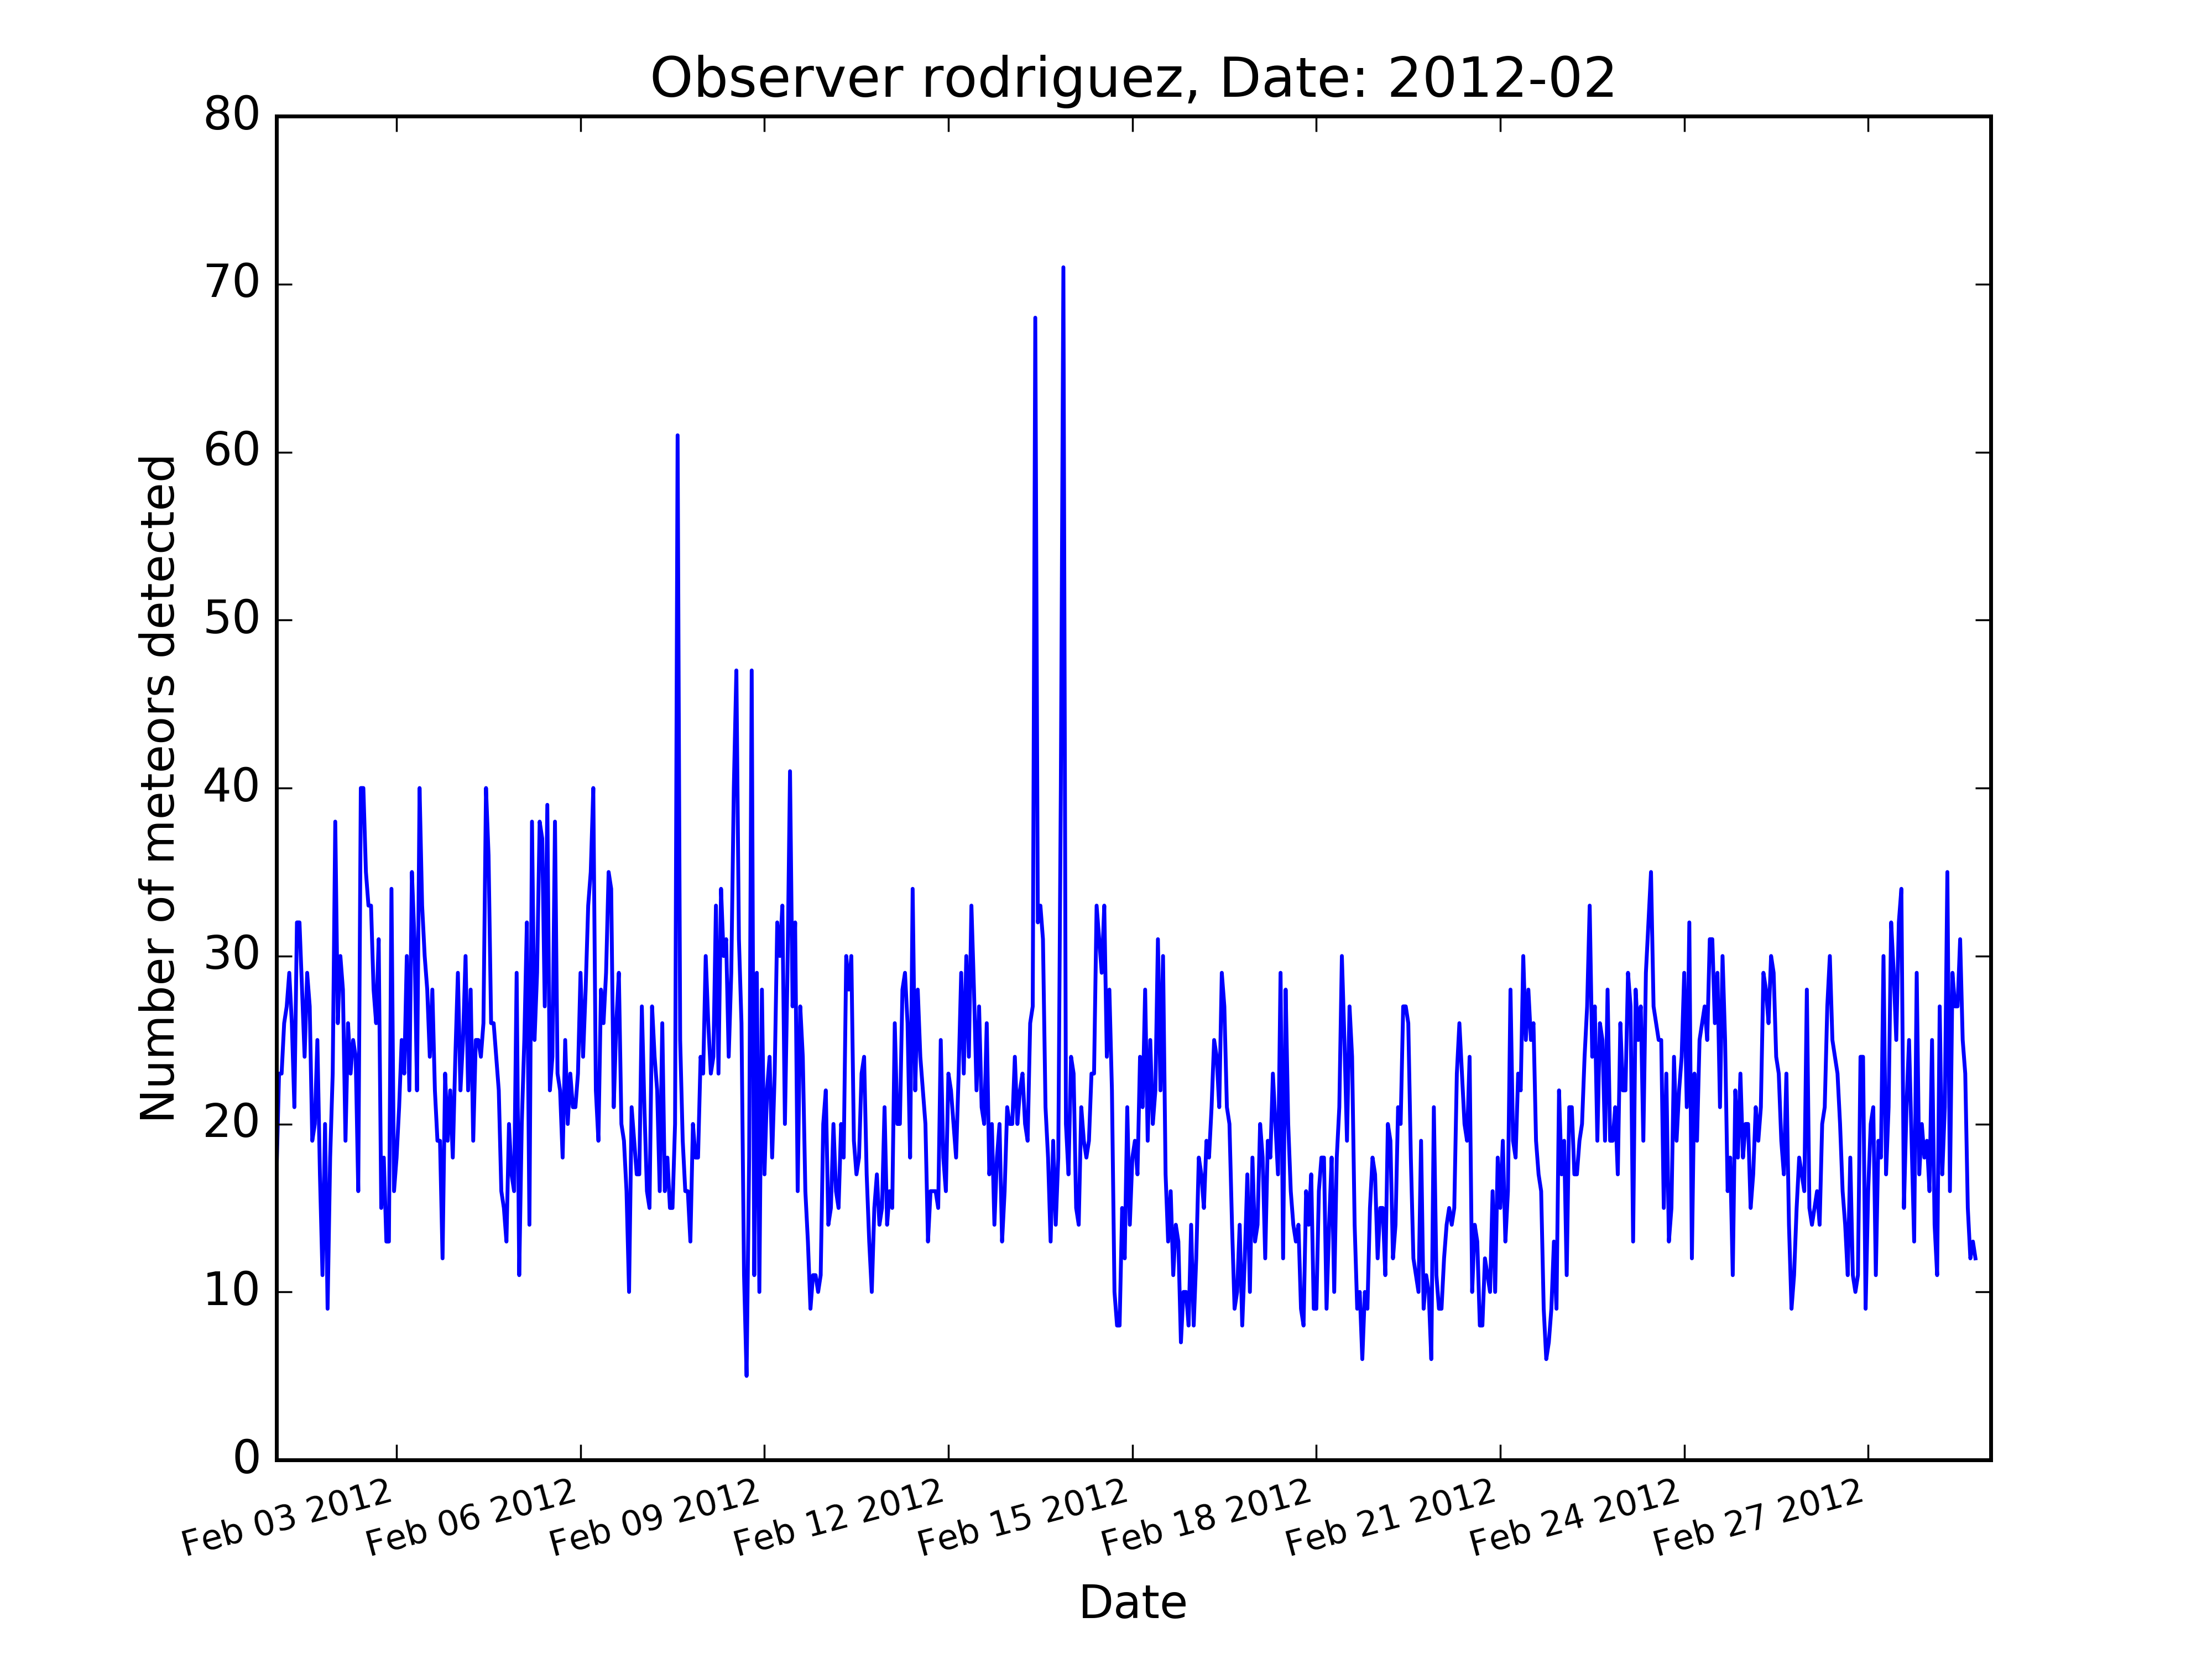 Observer rodriguez, Date: 2012-02
80
70
60
50
40
30
20
10
0
Number of meteors detected
Feb 03 2012
Feb 06 2012
Feb 09 2012
Feb 12 2012
Feb 15 2012
Feb 18 2012
Feb 21 2012
Feb 24 2012
Feb 27 2012
Date